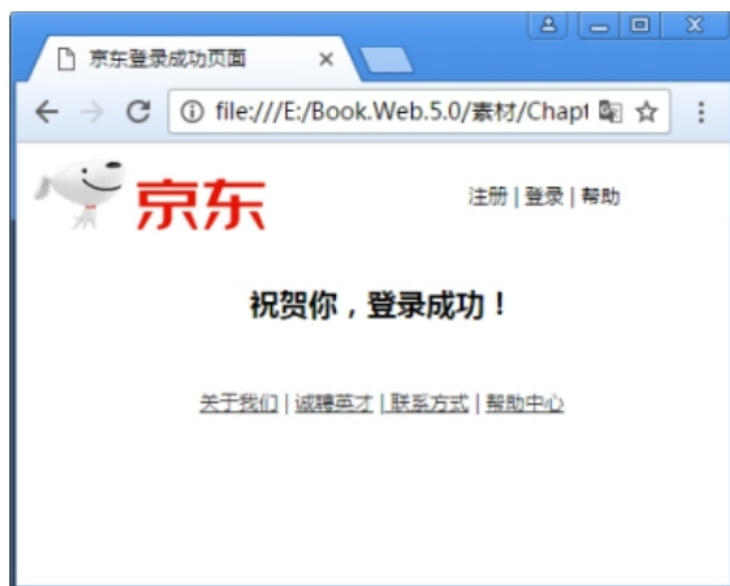 京东登录成功页面
file:///E:/Book.Web.5.0/素材/Chapt
京东
注册 | 登录 | 帮助
祝贺你，登录成功！
关于我们 | 诚聘英才 | 联系方式 | 帮助中心